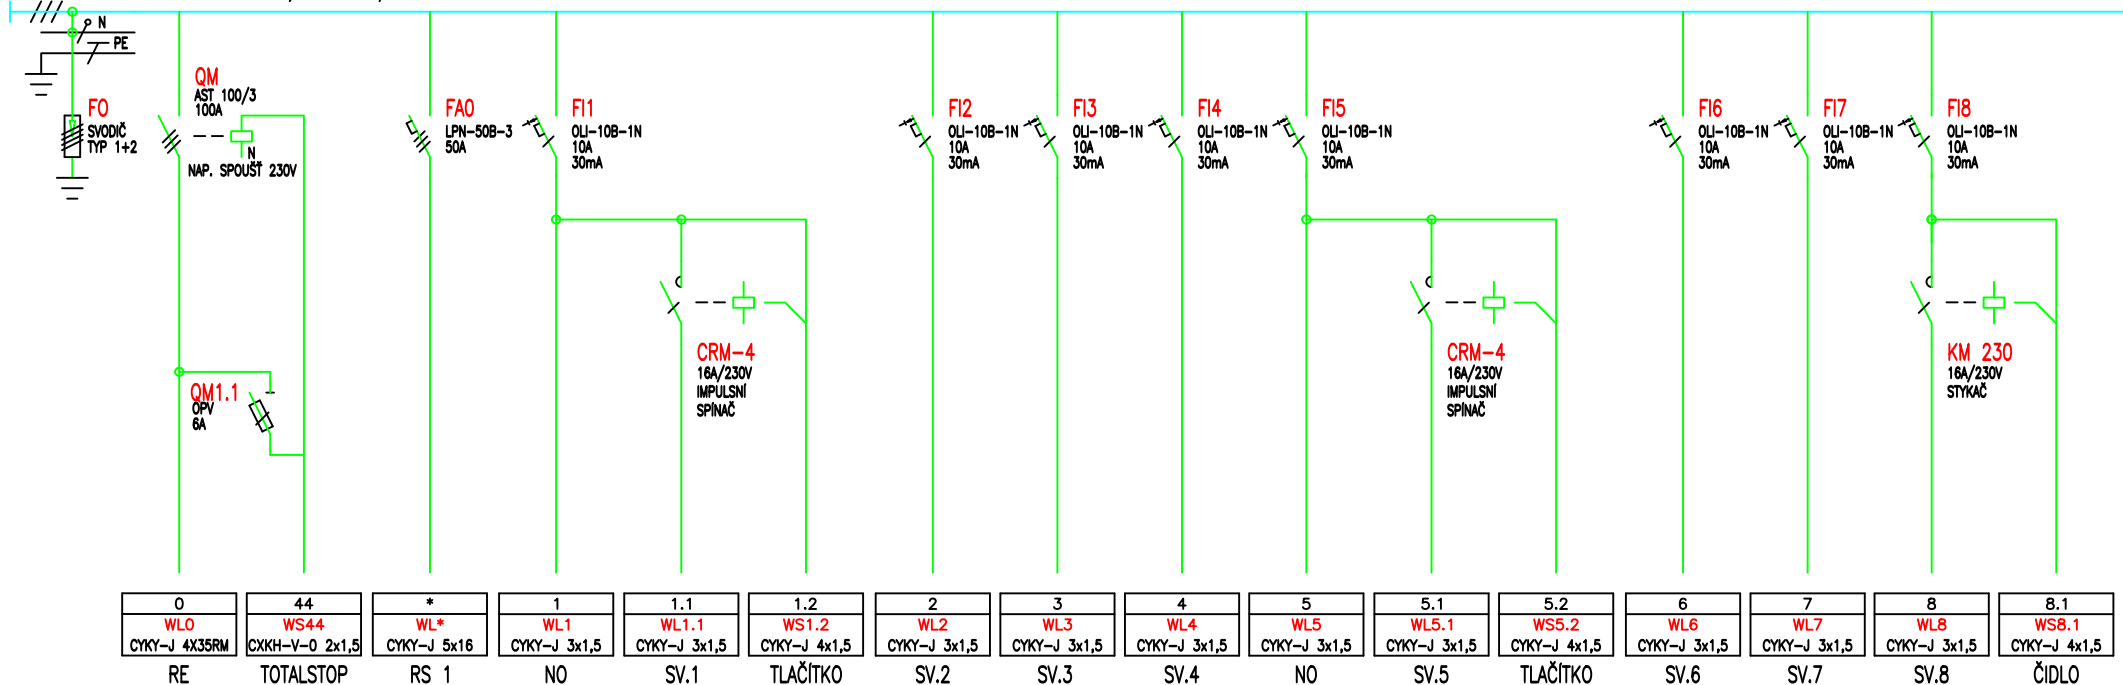 N
PE
QM
AST 100/3
100A
N
NAP. SPOUŠŤ 230V
FO
SVODIČ
TYP 1+2
FA0
LPN-50B-3
50A
FI1
OLI-10B-1N
10A
30mA
FI2
OLI-10B-1N
10A
30mA
FI3
OLI-10B-1N
10A
30mA
FI4
OLI-10B-1N
10A
30mA
FI5
OLI-10B-1N
10A
30mA
FI6
OLI-10B-1N
10A
30mA
FI7
OLI-10B-1N
10A
30mA
FI8
OLI-10B-1N
10A
30mA
QM1.1
OPV
6A
CRM-4
16A/230V
IMPULSNÍ
SPÍNAČ
CRM-4
16A/230V
IMPULSNÍ
SPÍNAČ
KM 230
16A/230V
STYKAČ
0
WL0
CYKY-J 4X35RM
RE
44
WS44
CXKH-V-O 2x1,5
TOTALSTOP
*
WL*
CYKY-J 5x16
RS 1
1
WL1
CYKY-J 3x1,5
NO
1.1
WL1.1
CYKY-J 3x1,5
SV.1
1.2
WS1.2
CYKY-J 4x1,5
TLAČÍTKO
2
WL2
CYKY-J 3x1,5
SV.2
3
WL3
CYKY-J 3x1,5
SV.3
4
WL4
CYKY-J 3x1,5
SV.4
5
WL5
CYKY-J 3x1,5
NO
5.1
WL5.1
CYKY-J 3x1,5
SV.5
5.2
WS5.2
CYKY-J 4x1,5
TLAČÍTKO
6
WL6
CYKY-J 3x1,5
SV.6
7
WL7
CYKY-J 3x1,5
SV.7
8
WL8
CYKY-J 3x1,5
SV.8
8.1
WS8.1
CYKY-J 4x1,5
ČIDLO